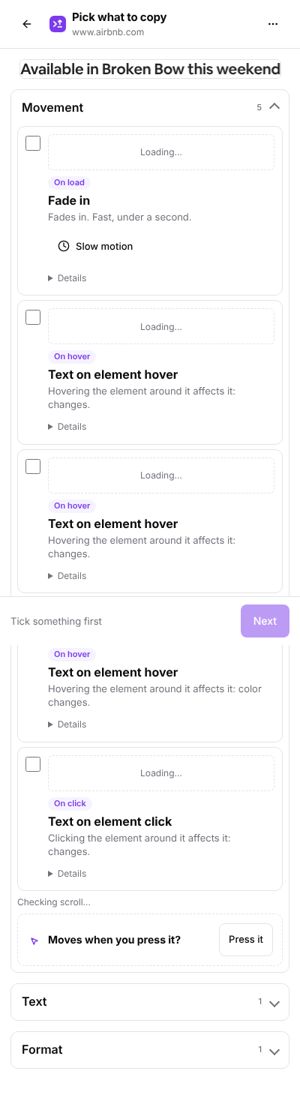 Pick what to copy
www.airbnb.com
Available in Broken Bow this weekend
Movement 5
Loading...
On load
Fade in
Fades in. Fast, under a second.
Slow motion
Details
Loading...
On hover
Text on element hover
Hovering the element around it affects it:
changes.
Details
Loading...
On hover
Text on element hover
Hovering the element around it affects it:
changes.
Details
Tick something first
Next
On hover
Text on element hover
Hovering the element around it affects it: color
changes.
Details
Loading...
On click
Text on element click
Clicking the element around it affects it:
changes.
Details
Checking scroll...
Moves when you press it?
Press it
Text 1
Format 1